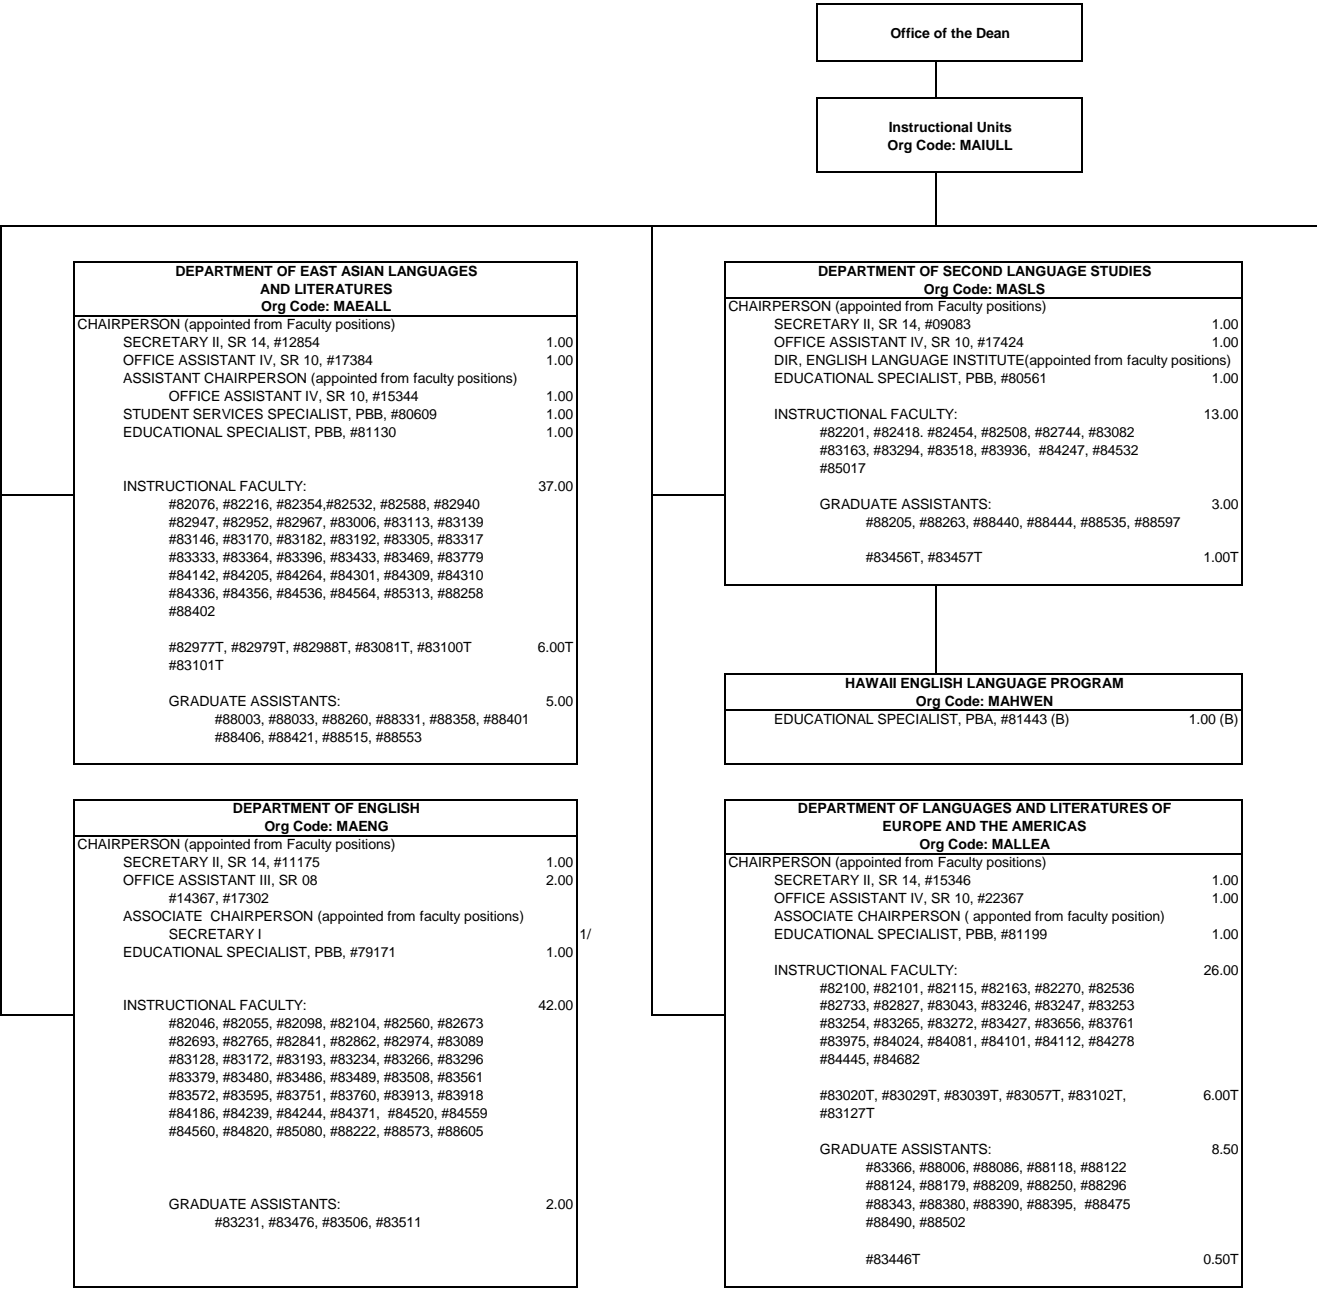 Office of the Dean
Instructional Units
Org Code: MAIULL
DEPARTMENT OF EAST ASIAN LANGUAGES
AND LITERATURES
Org Code: MAEALL
CHAIRPERSON (appointed from Faculty positions)
SECRETARY II, SR 14, #12854 1.00
OFFICE ASSISTANT IV, SR 10, #17384 1.00
ASSISTANT CHAIRPERSON (appointed from faculty positions)
OFFICE ASSISTANT IV, SR 10, #15344 1.00
STUDENT SERVICES SPECIALIST, PBB, #80609 1.00
EDUCATIONAL SPECIALIST, PBB, #81130 1.00
INSTRUCTIONAL FACULTY: 37.00
#82076, #82216, #82354,#82532, #82588, #82940
#82947, #82952, #82967, #83006, #83113, #83139
#83146, #83170, #83182, #83192, #83305, #83317
#83333, #83364, #83396, #83433, #83469, #83779
#84142, #84205, #84264, #84301, #84309, #84310
#84336, #84356, #84536, #84564, #85313, #88258
#88402
#82977T, #82979T, #82988T, #83081T, #83100T 6.00T
#83101T
GRADUATE ASSISTANTS: 5.00
#88003, #88033, #88260, #88331, #88358, #88401
#88406, #88421, #88515, #88553
DEPARTMENT OF SECOND LANGUAGE STUDIES
Org Code: MASLS
CHAIRPERSON (appointed from Faculty positions)
SECRETARY II, SR 14, #09083 1.00
OFFICE ASSISTANT IV, SR 10, #17424 1.00
DIR, ENGLISH LANGUAGE INSTITUTE(appointed from faculty positions)
EDUCATIONAL SPECIALIST, PBB, #80561 1.00
INSTRUCTIONAL FACULTY: 13.00
#82201, #82418. #82454, #82508, #82744, #83082
#83163, #83294, #83518, #83936, #84247, #84532
#85017
GRADUATE ASSISTANTS: 3.00
#88205, #88263, #88440, #88444, #88535, #88597
#83456T, #83457T 1.00T
HAWAII ENGLISH LANGUAGE PROGRAM
Org Code: MAHWEN
EDUCATIONAL SPECIALIST, PBA, #81443 (B) 1.00 (B)
DEPARTMENT OF ENGLISH
Org Code: MAENG
CHAIRPERSON (appointed from Faculty positions)
SECRETARY II, SR 14, #11175 1.00
OFFICE ASSISTANT III, SR 08 2.00
#14367, #17302
ASSOCIATE CHAIRPERSON (appointed from faculty positions)
SECRETARY I 1/
EDUCATIONAL SPECIALIST, PBB, #79171 1.00
INSTRUCTIONAL FACULTY: 42.00
#82046, #82055, #82098, #82104, #82560, #82673
#82693, #82765, #82841, #82862, #82974, #83089
#83128, #83172, #83193, #83234, #83266, #83296
#83379, #83480, #83486, #83489, #83508, #83561
#83572, #83595, #83751, #83760, #83913, #83918
#84186, #84239, #84244, #84371, #84520, #84559
#84560, #84820, #85080, #88222, #88573, #88605
GRADUATE ASSISTANTS: 2.00
#83231, #83476, #83506, #83511
DEPARTMENT OF LANGUAGES AND LITERATURES OF
EUROPE AND THE AMERICAS
Org Code: MALLEA
CHAIRPERSON (appointed from Faculty positions)
SECRETARY II, SR 14, #15346 1.00
OFFICE ASSISTANT IV, SR 10, #22367 1.00
ASSOCIATE CHAIRPERSON ( apponted from faculty position)
EDUCATIONAL SPECIALIST, PBB, #81199 1.00
INSTRUCTIONAL FACULTY: 26.00
#82100, #82101, #82115, #82163, #82270, #82536
#82733, #82827, #83043, #83246, #83247, #83253
#83254, #83265, #83272, #83427, #83656, #83761
#83975, #84024, #84081, #84101, #84112, #84278
#84445, #84682
#83020T, #83029T, #83039T, #83057T, #83102T, 6.00T
#83127T
GRADUATE ASSISTANTS: 8.50
#83366, #88006, #88086, #88118, #88122
#88124, #88179, #88209, #88250, #88296
#88343, #88380, #88390, #88395, #88475
#88490, #88502
#83446T 0.50T